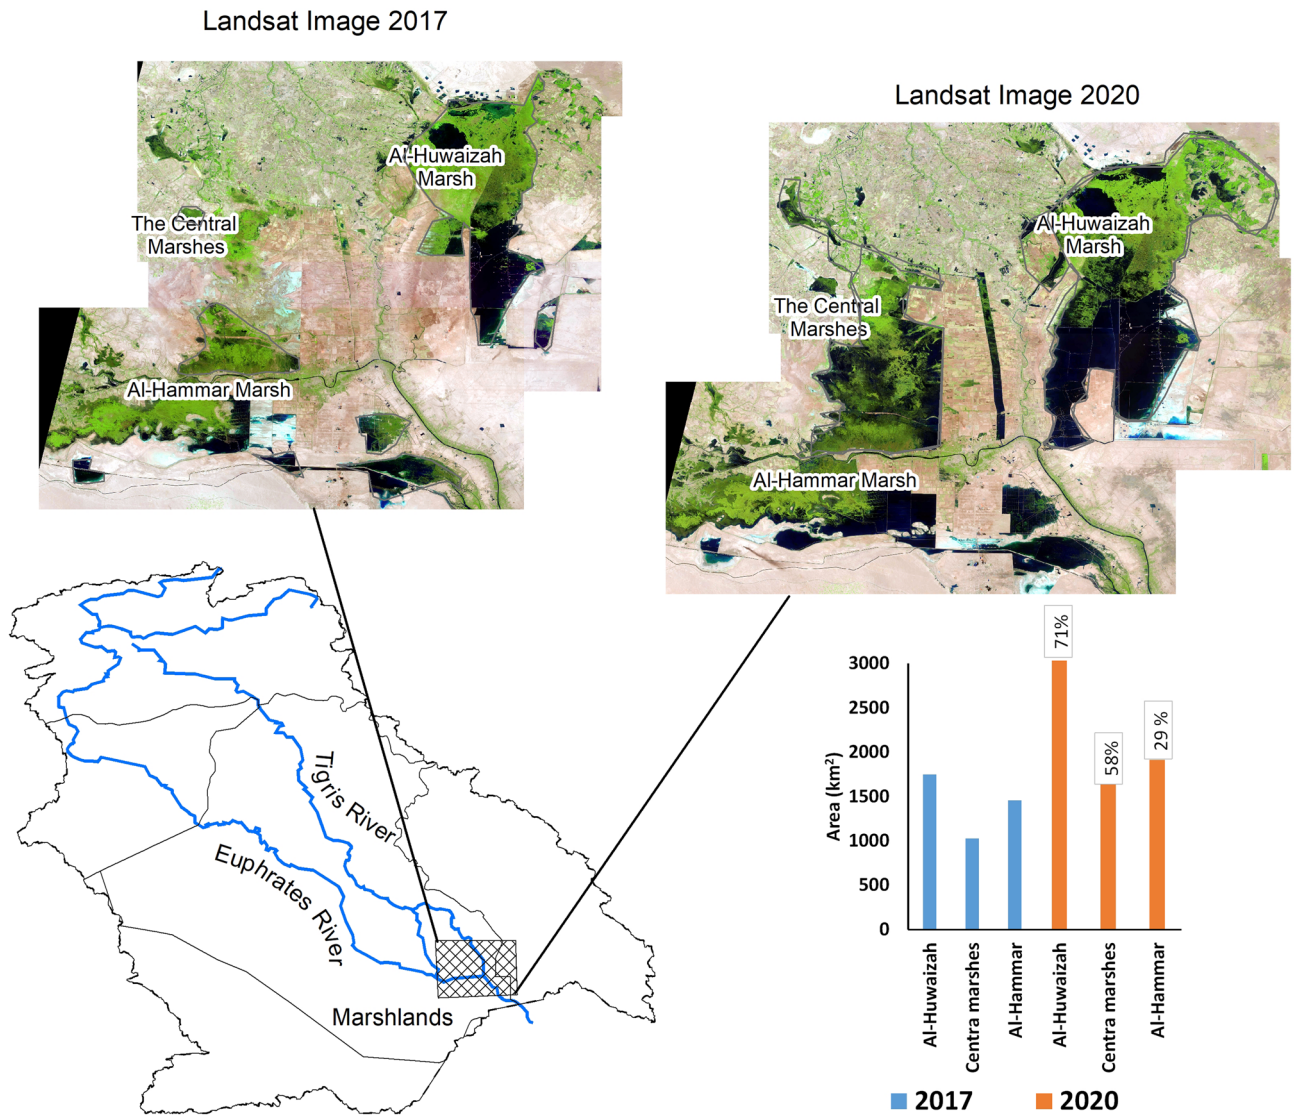 Landsat Image 2017
Al-Huwaizah
Marsh
The Central
Marshes
Al-Hammar Marsh
Landsat Image 2020
Al-Huwaizah
Marsh
The Central
Marshes
Al-Hammar Marsh
Tigris River
Euphrates River
Marshlands
71%
58%
29 %
Area (km²)
3000
2500
2000
1500
1000
500
0
Al-Huwaizah
Centra marshes
Al-Hammar
Al-Huwaizah
Centra marshes
Al-Hammar
2017
2020